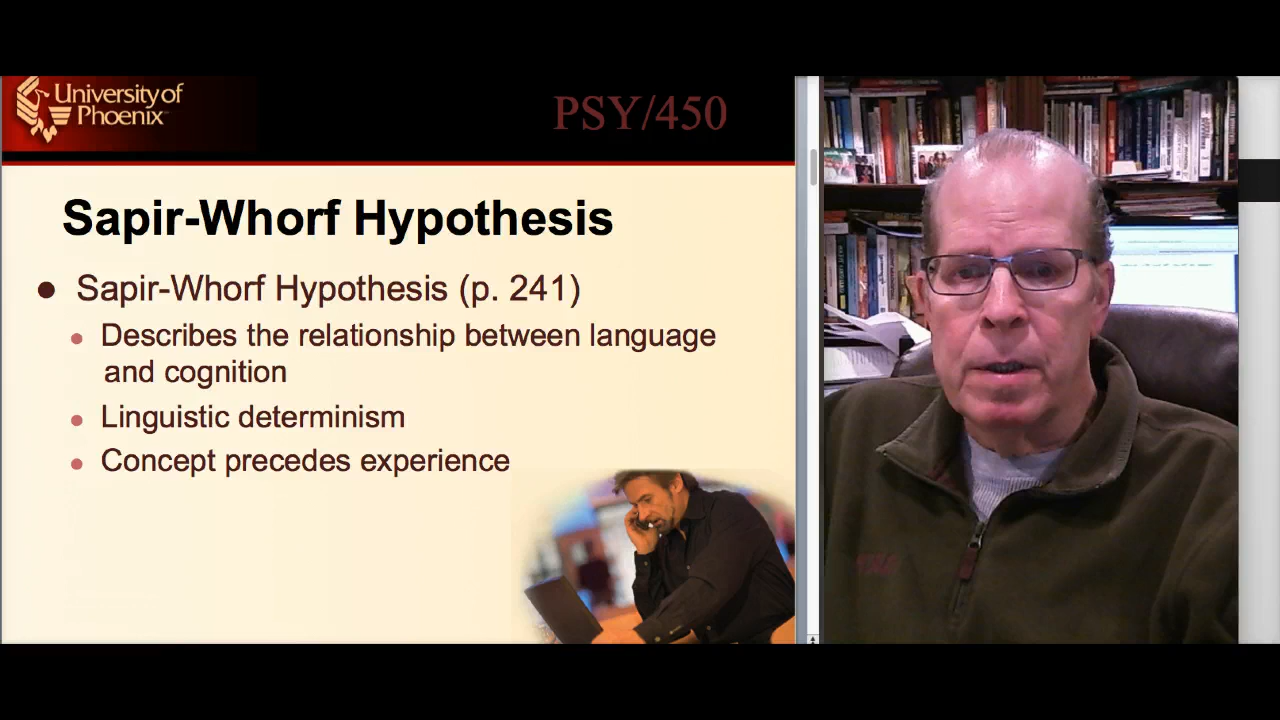 University of
Phoenix
PSY/450
Sapir-Whorf Hypothesis
Sapir-Whorf Hypothesis (p. 241)
Describes the relationship between language
and cognition
Linguistic determinism
Concept precedes experience